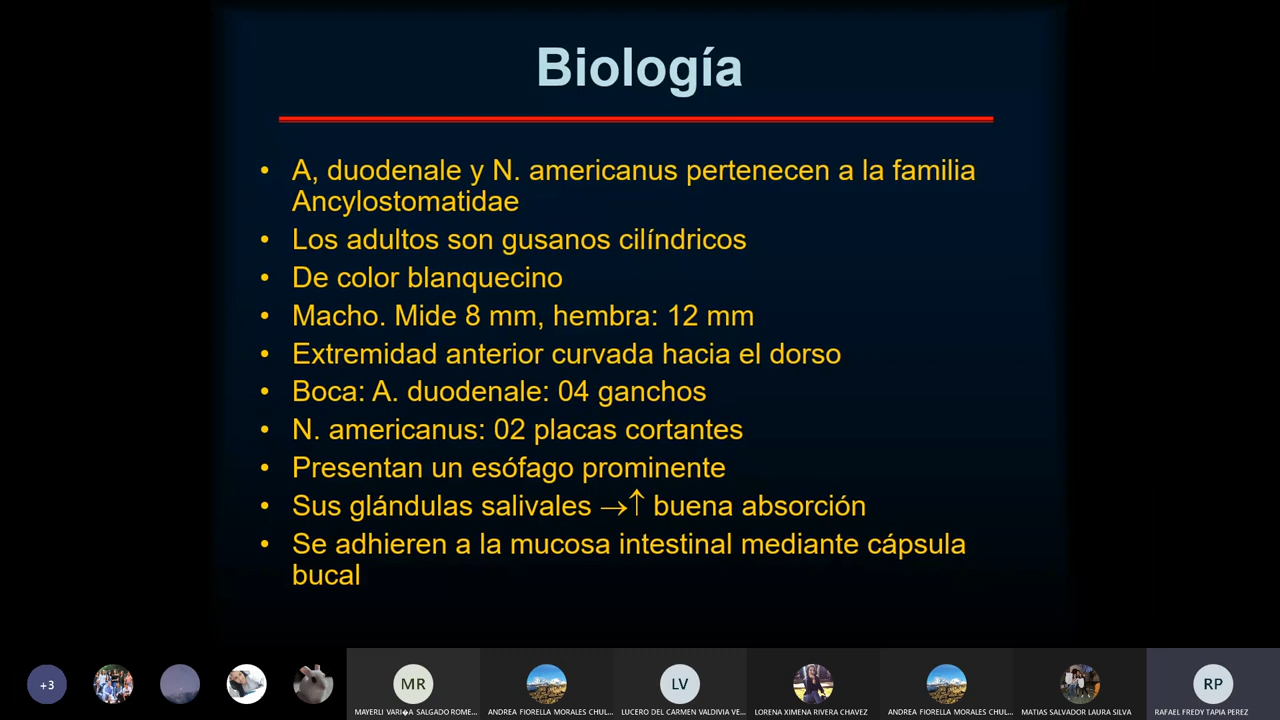 Biología
• A, duodenale y N. americanus pertenecen a la familia
Ancylostomatidae
• Los adultos son gusanos cilíndricos
• De color blanquecino
• Macho. Mide 8 mm, hembra: 12 mm
• Extremidad anterior curvada hacia el dorso
• Boca: A. duodenale: 04 ganchos
• N. americanus: 02 placas cortantes
• Presentan un esófago prominente
• Sus glándulas salivales →↑ buena absorción
• Se adhieren a la mucosa intestinal mediante cápsula
bucal
+3
MR
LV
RP
MAYERLI VARI�A SALGADO ROME...
ANDREA FIORELLA MORALES CHUL...
LUCERO DEL CARMEN VALDIVIA VE...
LORENA XIMENA RIVERA CHAVEZ
ANDREA FIORELLA MORALES CHUL...
MATIAS SALVADOR LAURA SILVA
RAFAEL FREDY TAPIA PEREZ